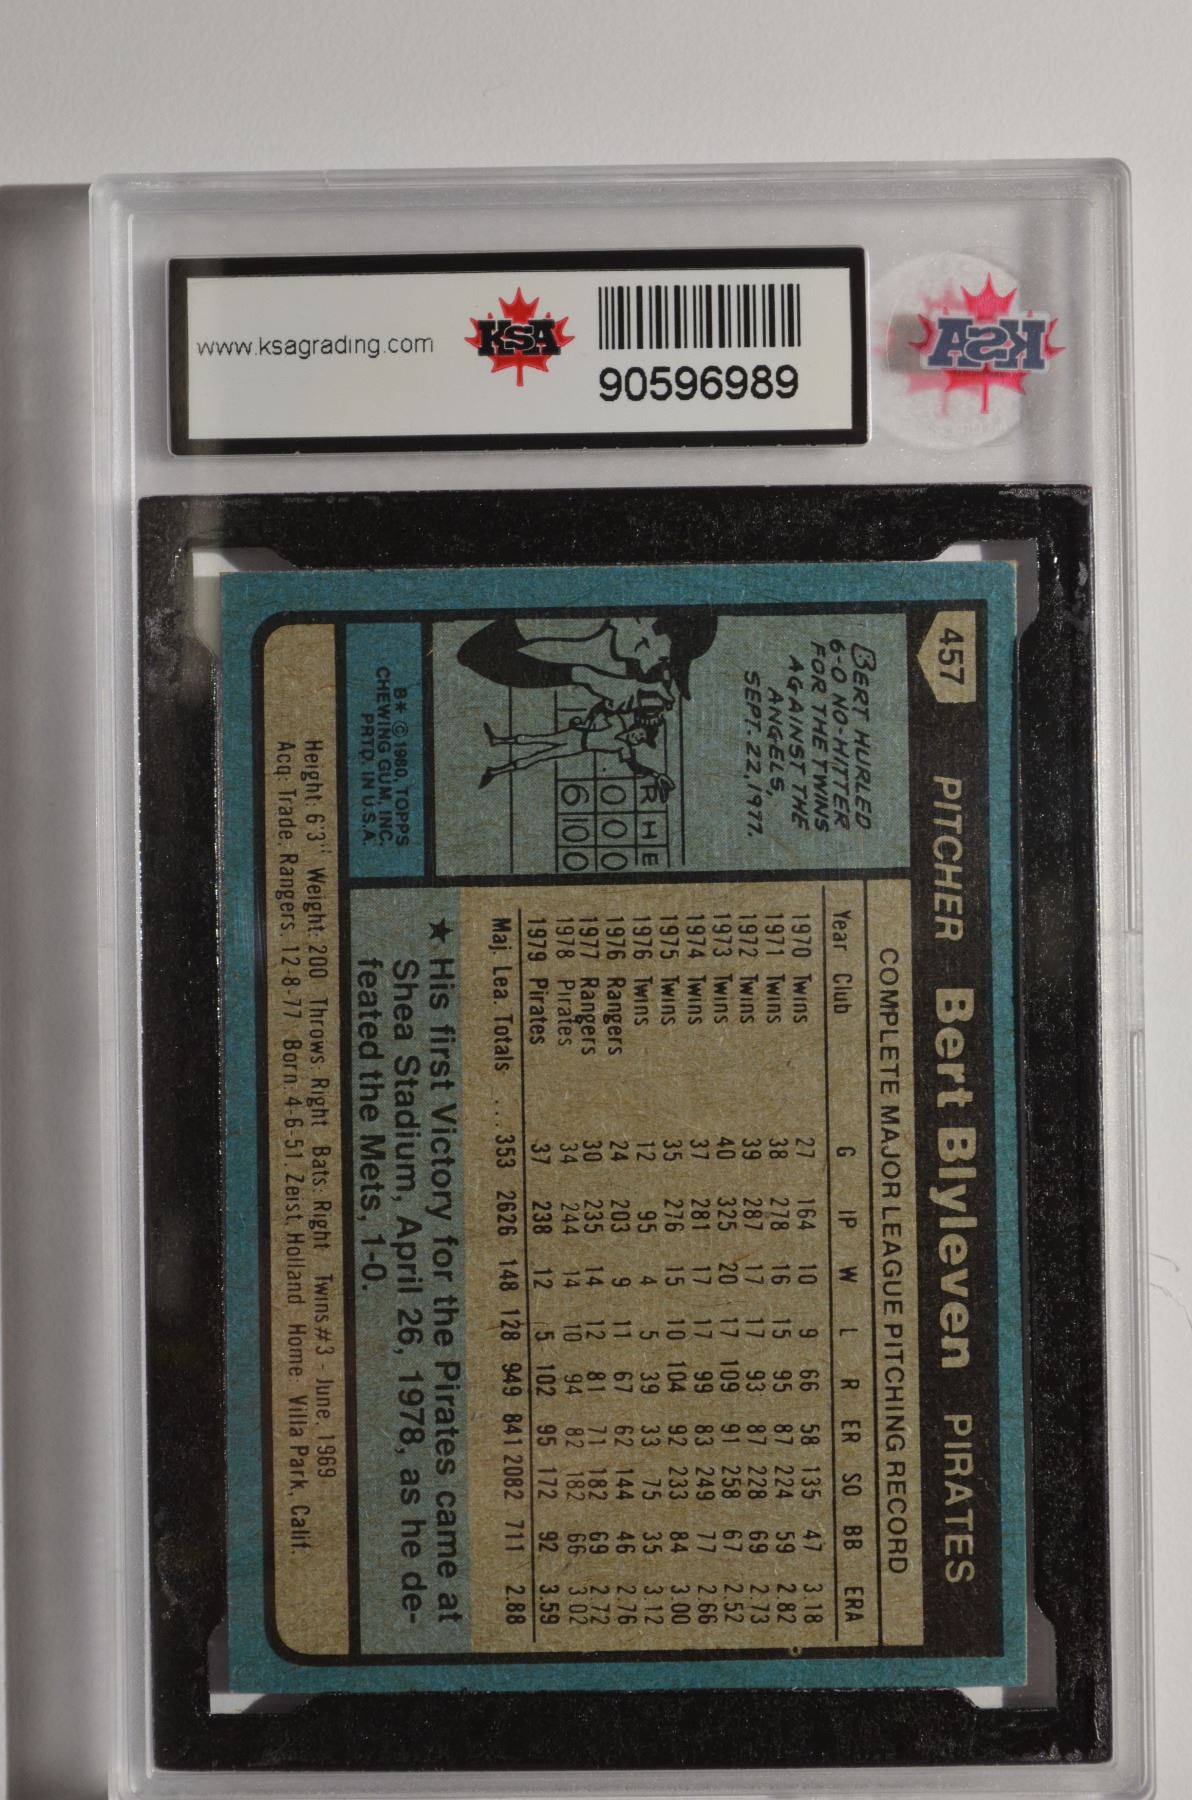 www.ksagrading.com
KSA
90596989
KSA
457 PITCHER Bert Blyleven PIRATES
BERT HURLED
6-0 NO-HITTER
FOR THE TWINS
AGAINST THE
ANGELS,
SEPT. 22, 1977.
R H E
0 0 0
6 10 0
B* © 1980, TOPPS
CHEWING GUM, INC.
PRTD. IN U.S.A.
COMPLETE MAJOR LEAGUE PITCHING RECORD
Year Club G IP W L R ER SO BB ERA
1970 Twins 27 164 10 9 66 58 135 47 3.18
1971 Twins 38 278 16 15 95 87 224 59 2.82
1972 Twins 39 287 17 17 93 87 228 69 2.73
1973 Twins 40 325 20 17 109 91 258 67 2.52
1974 Twins 37 281 17 17 99 83 249 77 2.66
1975 Twins 35 276 15 10 104 92 233 84 3.00
1976 Twins 12 95 4 5 39 33 75 35 3.12
1976 Rangers 24 203 9 11 67 62 144 46 2.76
1977 Rangers 30 235 14 12 81 71 182 69 2.72
1978 Pirates 34 244 14 10 94 82 182 66 3.02
1979 Pirates 37 238 12 5 102 95 172 92 3.59
Maj. Lea. Totals ... 353 2626 148 128 949 841 2082 711 2.88
★ His first Victory for the Pirates came at
Shea Stadium, April 26, 1978, as he de-
feated the Mets, 1-0.
Height: 6'3" Weight: 200 Throws: Right Bats: Right Twins #3 - June, 1969
Acq: Trade, Rangers, 12-8-77 Born: 4-6-51, Zeist, Holland Home: Villa Park, Calif.